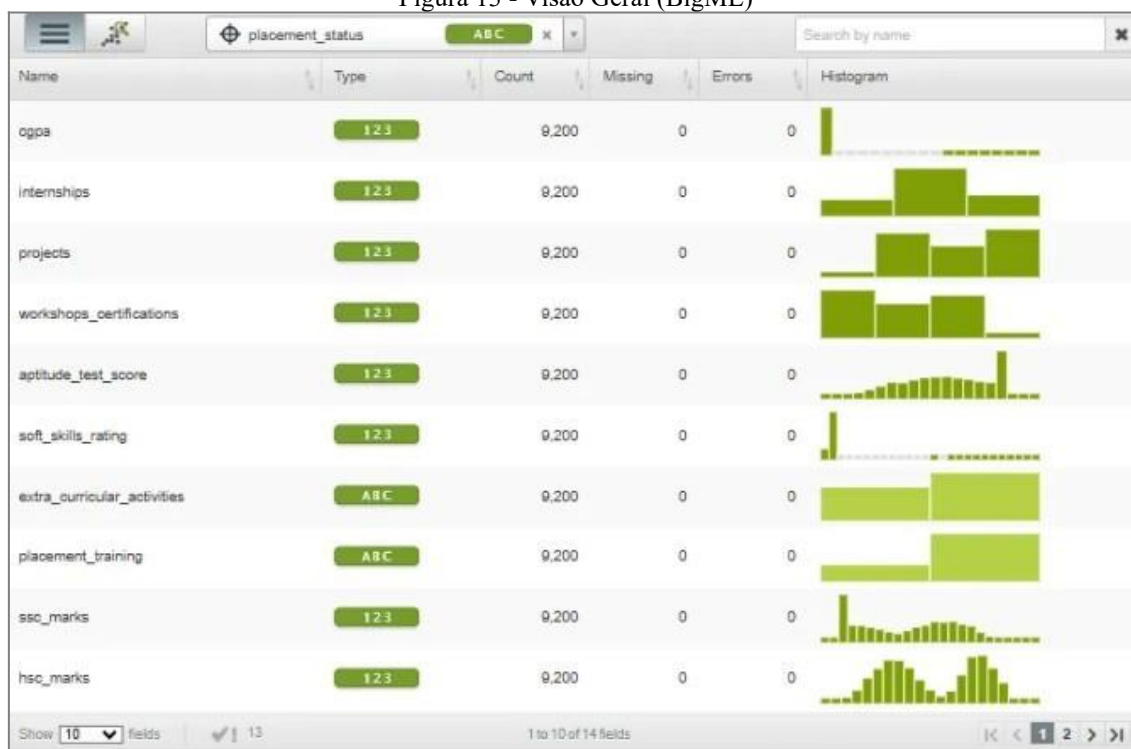 Figura 13 - Visão Geral (BigML)
placement_status ABC
Search by name
Name Type Count Missing Errors Histogram
cgpa 123 9,200 0 0
internships 123 9,200 0 0
projects 123 9,200 0 0
workshops_certifications 123 9,200 0 0
aptitude_test_score 123 9,200 0 0
soft_skills_rating 123 9,200 0 0
extra_curricular_activities ABC 9,200 0 0
placement_training ABC 9,200 0 0
ssc_marks 123 9,200 0 0
hsc_marks 123 9,200 0 0
Show 10 fields 13 1 to 10 of 14 fields 1 2